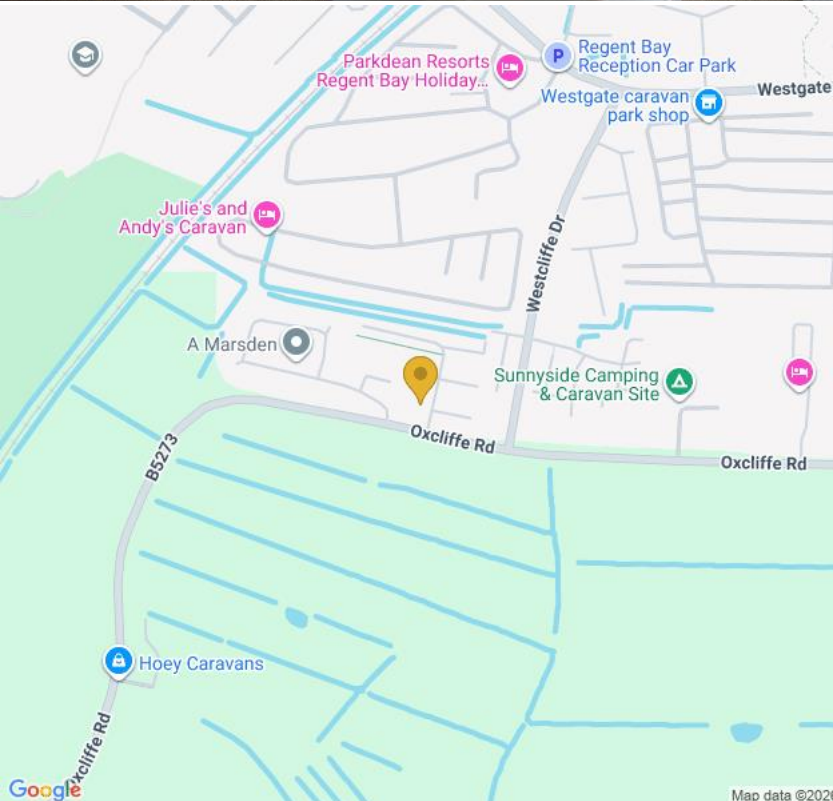 Parkdean Resorts
Regent Bay Holiday...
P
Regent Bay
Reception Car Park
Westgate caravan
park shop
Westgate
Julie's and
Andy's Caravan
Westcliffe Dr
A Marsden
Sunnyside Camping
& Caravan Site
Oxcliffe Rd
Oxcliffe Rd
B5273
Hoey Caravans
Oxcliffe Rd
Google
Map data ©2026